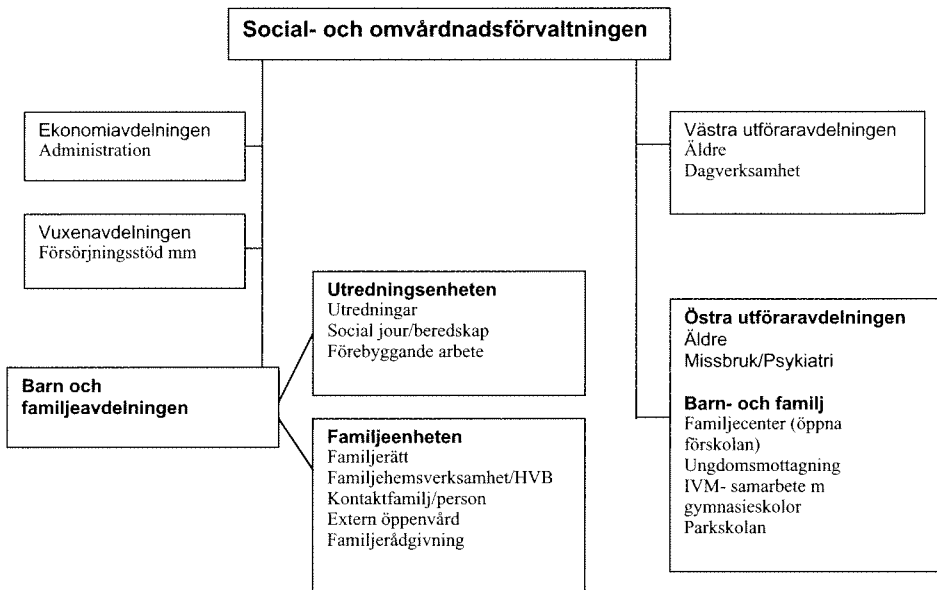 Social- och omvårdnadsförvaltningen
Ekonomiavdelningen
Administration
Vuxenavdelningen
Försörjningsstöd mm
Barn och
familjeavdelningen
Utredningsenheten
Utredningar
Social jour/beredskap
Förebyggande arbete
Familjeenheten
Familjerätt
Familjehemsverksamhet/HVB
Kontaktfamilj/person
Extern öppenvård
Familjerådgivning
Västra utföraravdelningen
Äldre
Dagverksamhet
Östra utföraravdelningen
Äldre
Missbruk/Psykiatri
Barn- och familj
Familjecenter (öppna
förskolan)
Ungdomsmottagning
IVM- samarbete m
gymnasieskolor
Parkskolan